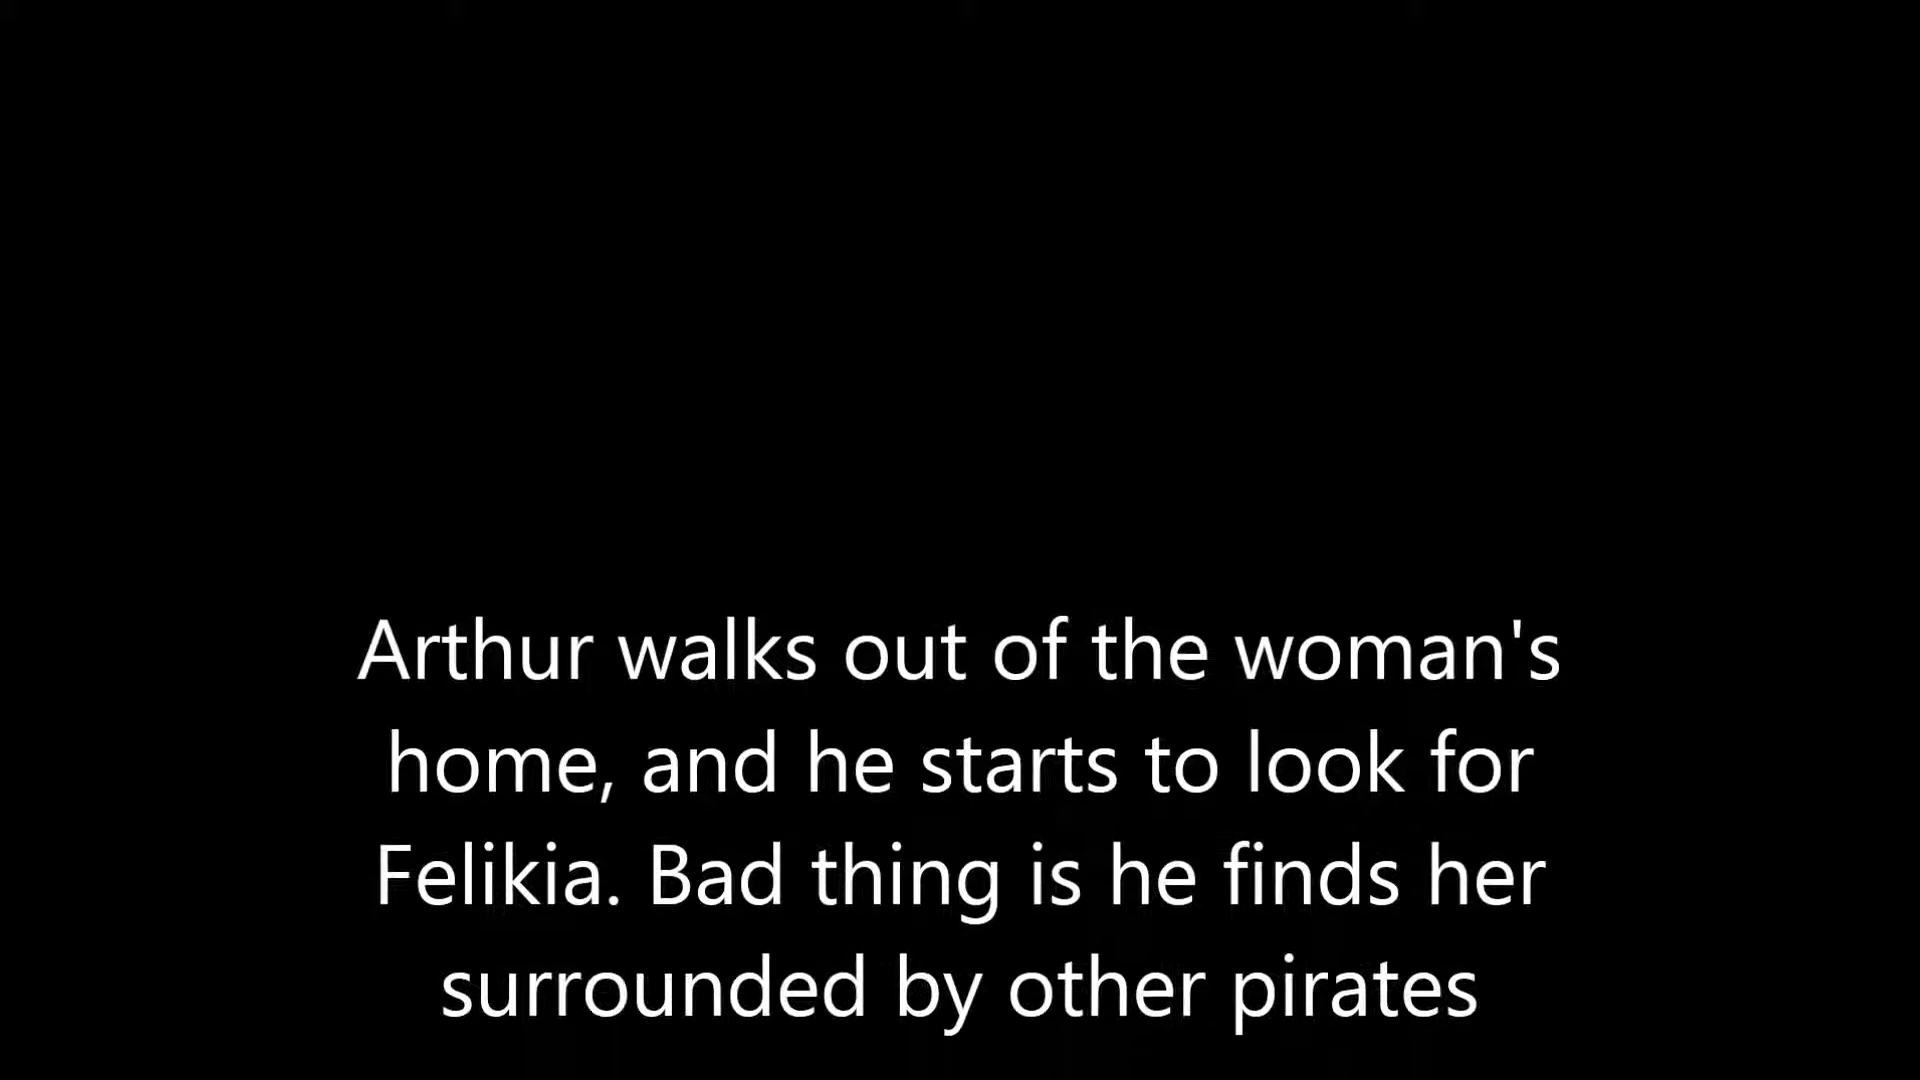 Arthur walks out of the woman's
home, and he starts to look for
Felikia. Bad thing is he finds her
surrounded by other pirates